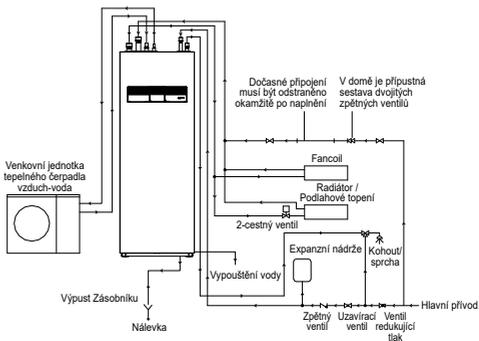 Dočasné připojení
musí být odstraněno
okamžitě po naplnění
V domě je přípustná
sestava dvojitých
zpětných ventilů
Fancoil
Radiátor /
Podlahové topení
2-cestný ventil
Venkovní jednotka
tepelného čerpadla
vzduch-voda
Expanzní nádrže
Kohout/
sprcha
Vypouštění vody
Výpust Zásobníku
Nálevka
Hlavní přívod
Zpětný
ventil
Uzavírací
ventil
Ventil
redukující
tlak